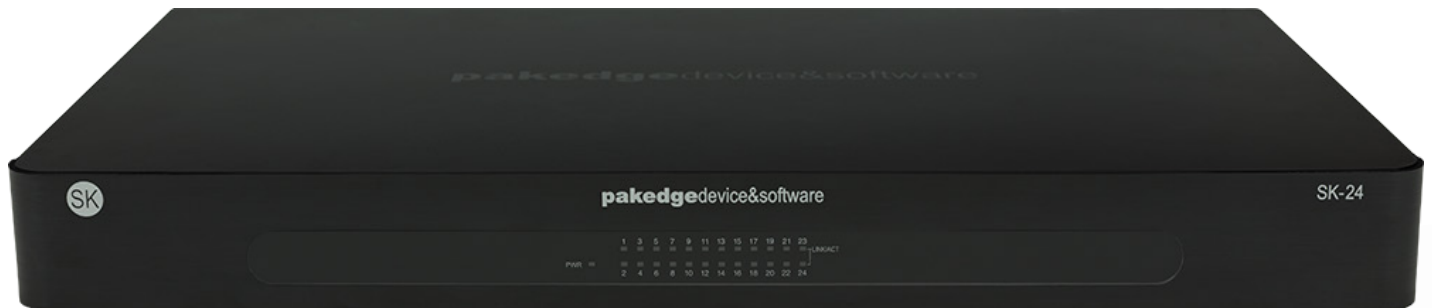 pakedgedevice&software
SK
pakedgedevice&software
SK-24
1 3 5 7 9 11 13 15 17 19 21 23
LINK/ACT
PWR
2 4 6 8 10 12 14 16 18 20 22 24